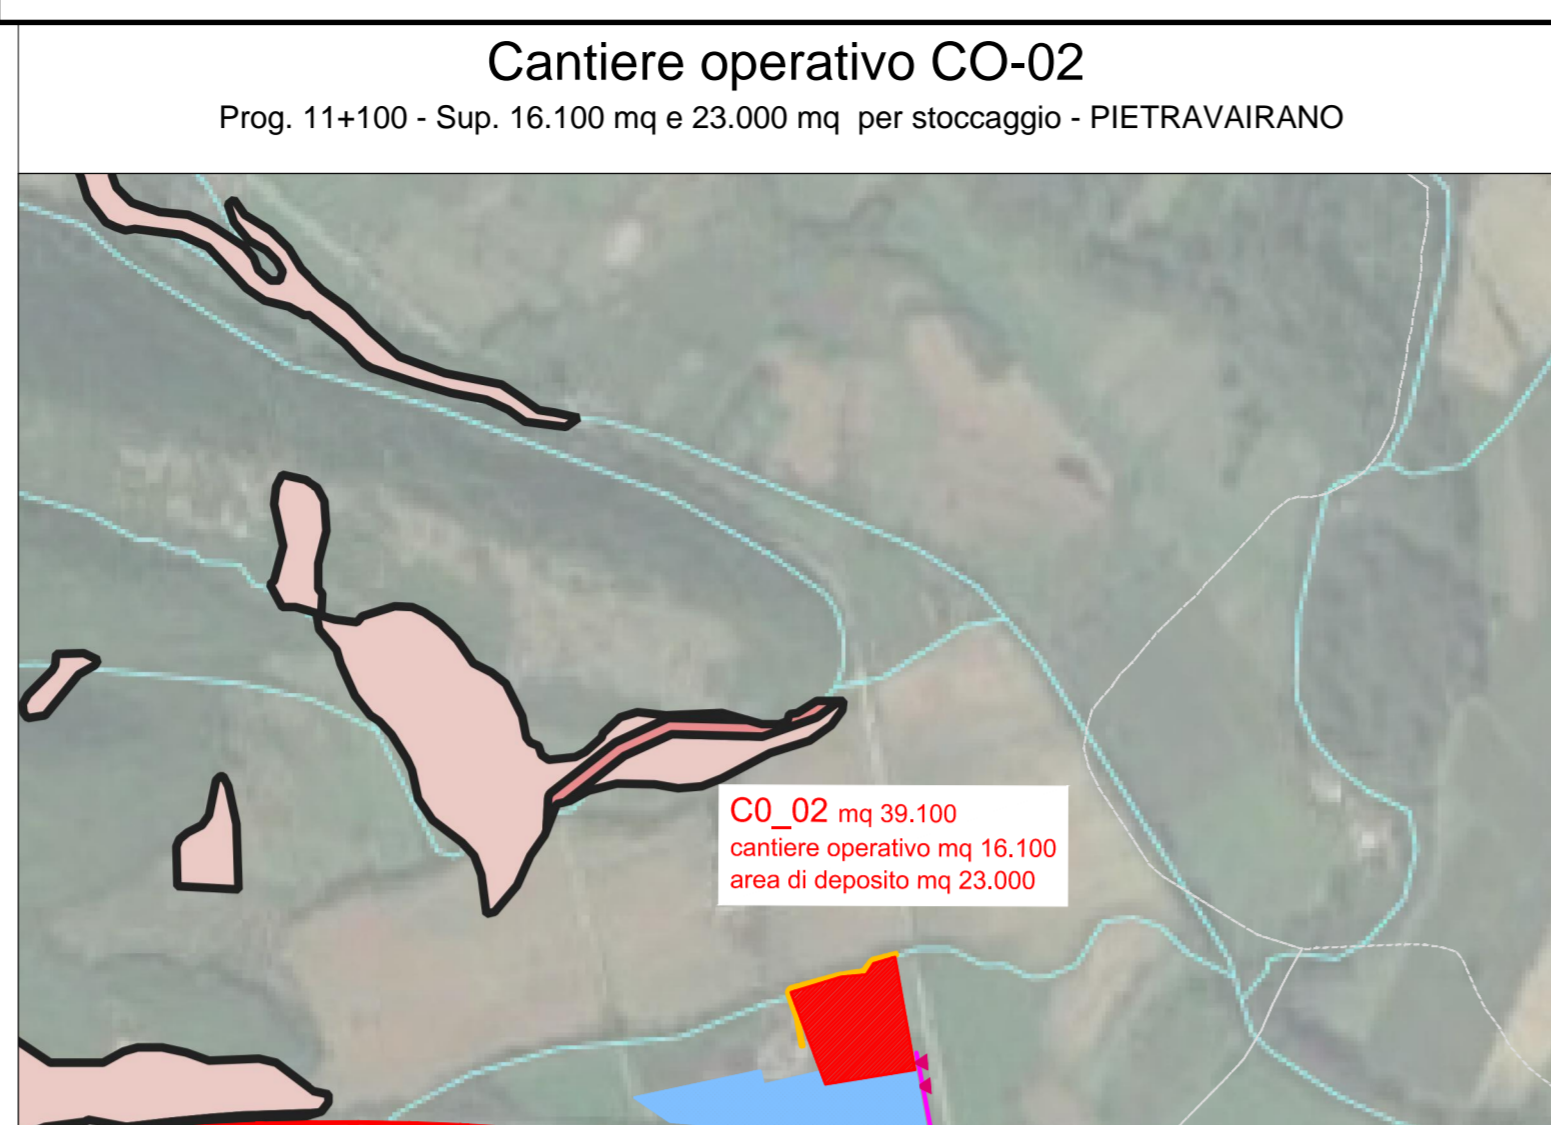 Cantiere operativo CO-02
Prog. 11+100 - Sup. 16.100 mq e 23.000 mq per stoccaggio - PIETRAVAIRANO
C0_02 mq 39.100
cantiere operativo mq 16.100
area di deposito mq 23.000